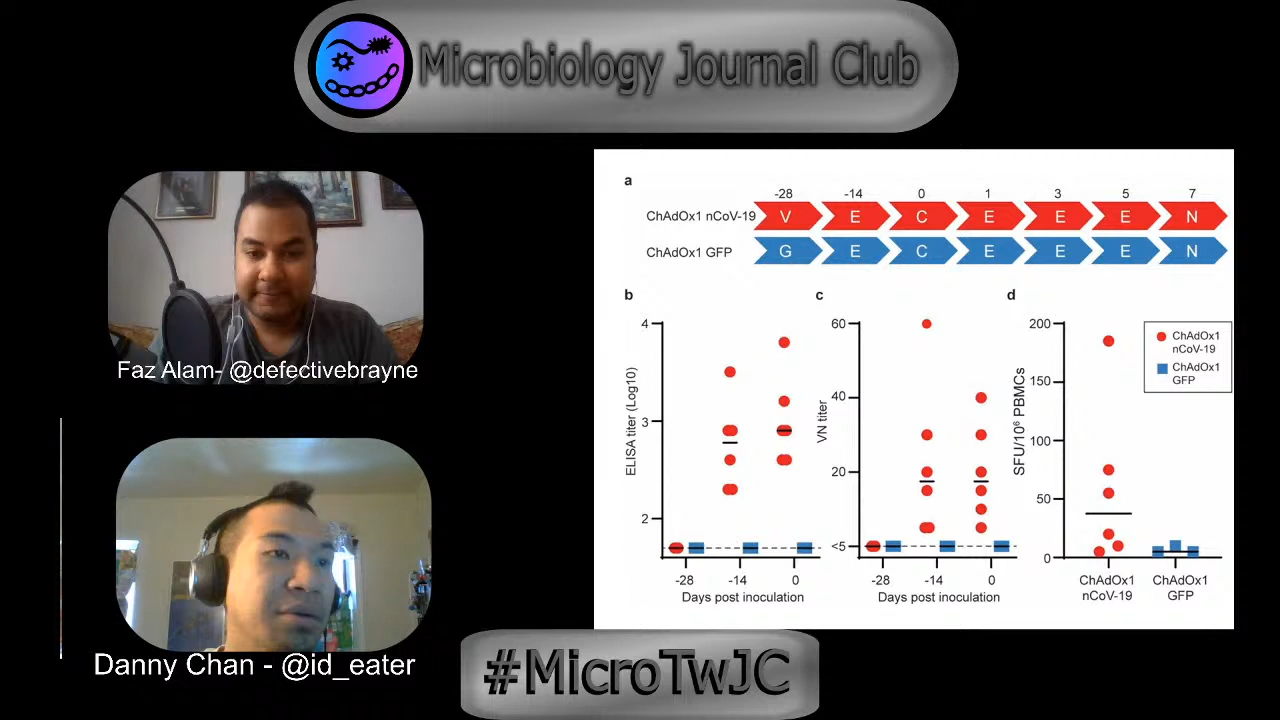 Microbiology Journal Club
Faz Alam- @defectivebrayne
Danny Chan - @id_eater
#MicroTwJC
a
-28 -14 0 1 3 5 7
ChAdOx1 nCoV-19 V E C E E E N
ChAdOx1 GFP G E C E E E N
b
4
3
2
ELISA titer (Log10)
-28 -14 0
Days post inoculation
c
60
40
20
<5
VN titer
-28 -14 0
Days post inoculation
d
200
150
100
50
0
SFU/10⁶ PBMCs
ChAdOx1
nCoV-19
ChAdOx1
GFP
ChAdOx1
nCoV-19
ChAdOx1
GFP